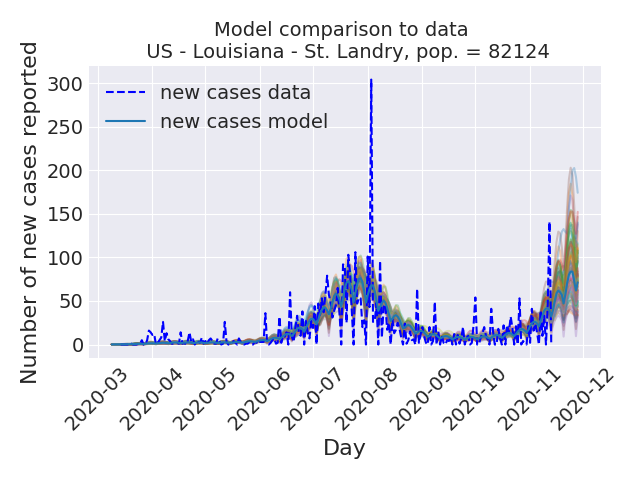 Model comparison to data
US - Louisiana - St. Landry, pop. = 82124
Number of new cases reported
300
250
200
150
100
50
0
new cases data
new cases model
2020-03
2020-04
2020-05
2020-06
2020-07
2020-08
2020-09
2020-10
2020-11
2020-12
Day